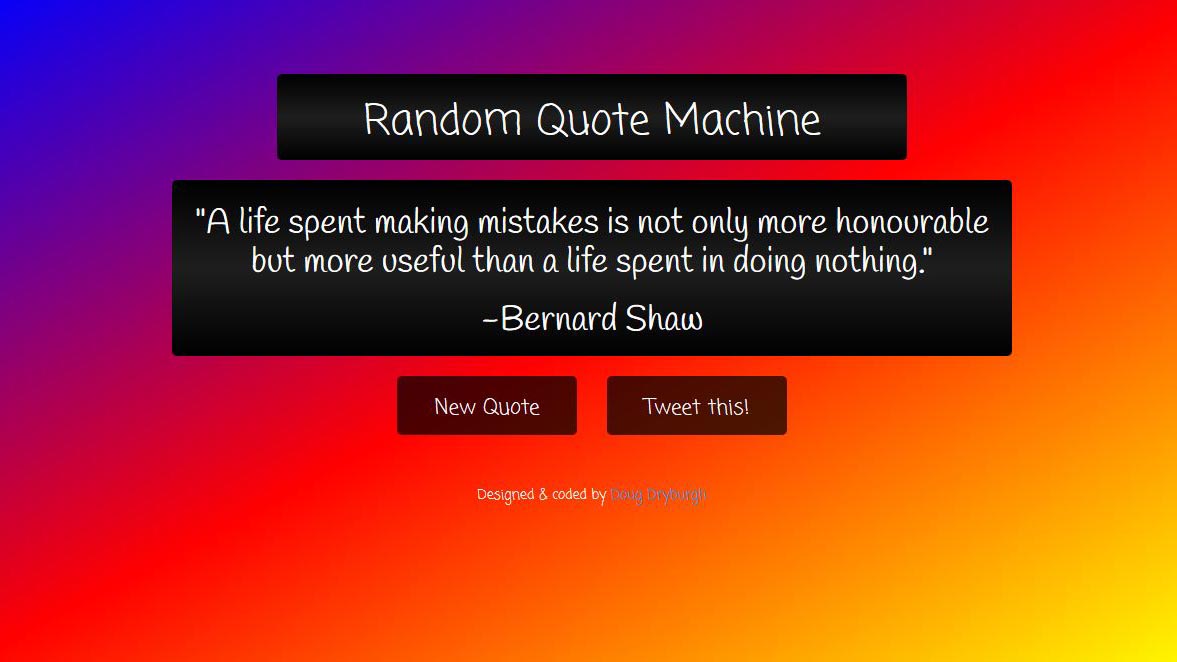 Random Quote Machine
"A life spent making mistakes is not only more honourable
but more useful than a life spent in doing nothing."
-Bernard Shaw
New Quote
Tweet this!
Designed & coded by Doug Dryburgh